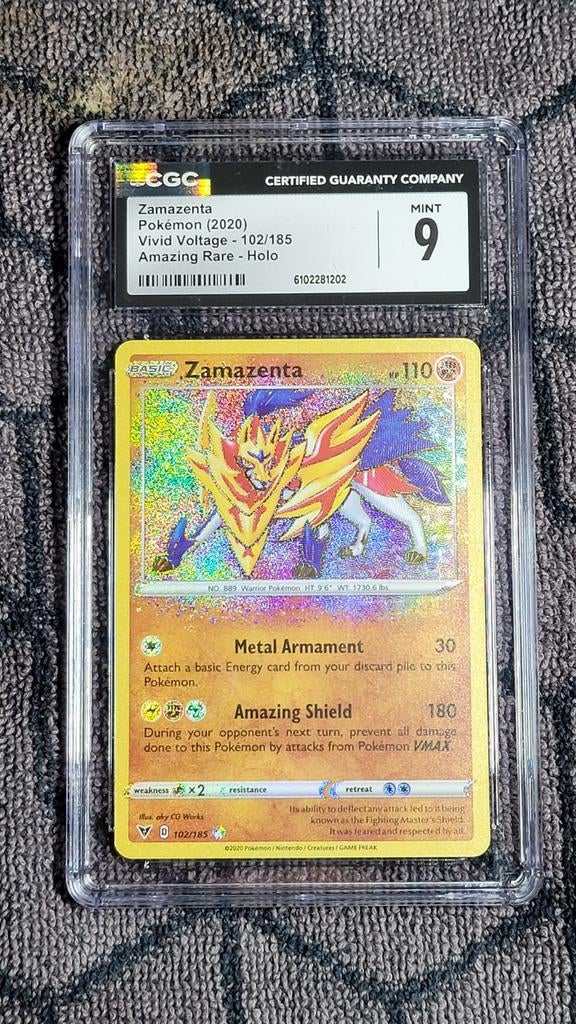 CGC
CERTIFIED GUARANTY COMPANY
Zamazenta
Pokémon (2020)
Vivid Voltage - 102/185
Amazing Rare - Holo
MINT
9
6102281202
BASIC
Zamazenta
HP 110
NO. 889 Warrior Pokémon HT: 9'6" WT: 1730.6 lbs.
Metal Armament 30
Attach a basic Energy card from your discard pile to this
Pokémon.
Amazing Shield 180
During your opponent's next turn, prevent all damage
done to this Pokémon by attacks from Pokémon VMAX.
weakness ×2 resistance retreat
Illus. aky CG Works
Its ability to deflect any attack led to it being
known as the Fighting Master's Shield.
It was feared and respected by all.
D 102/185
©2020 Pokémon / Nintendo / Creatures / GAME FREAK